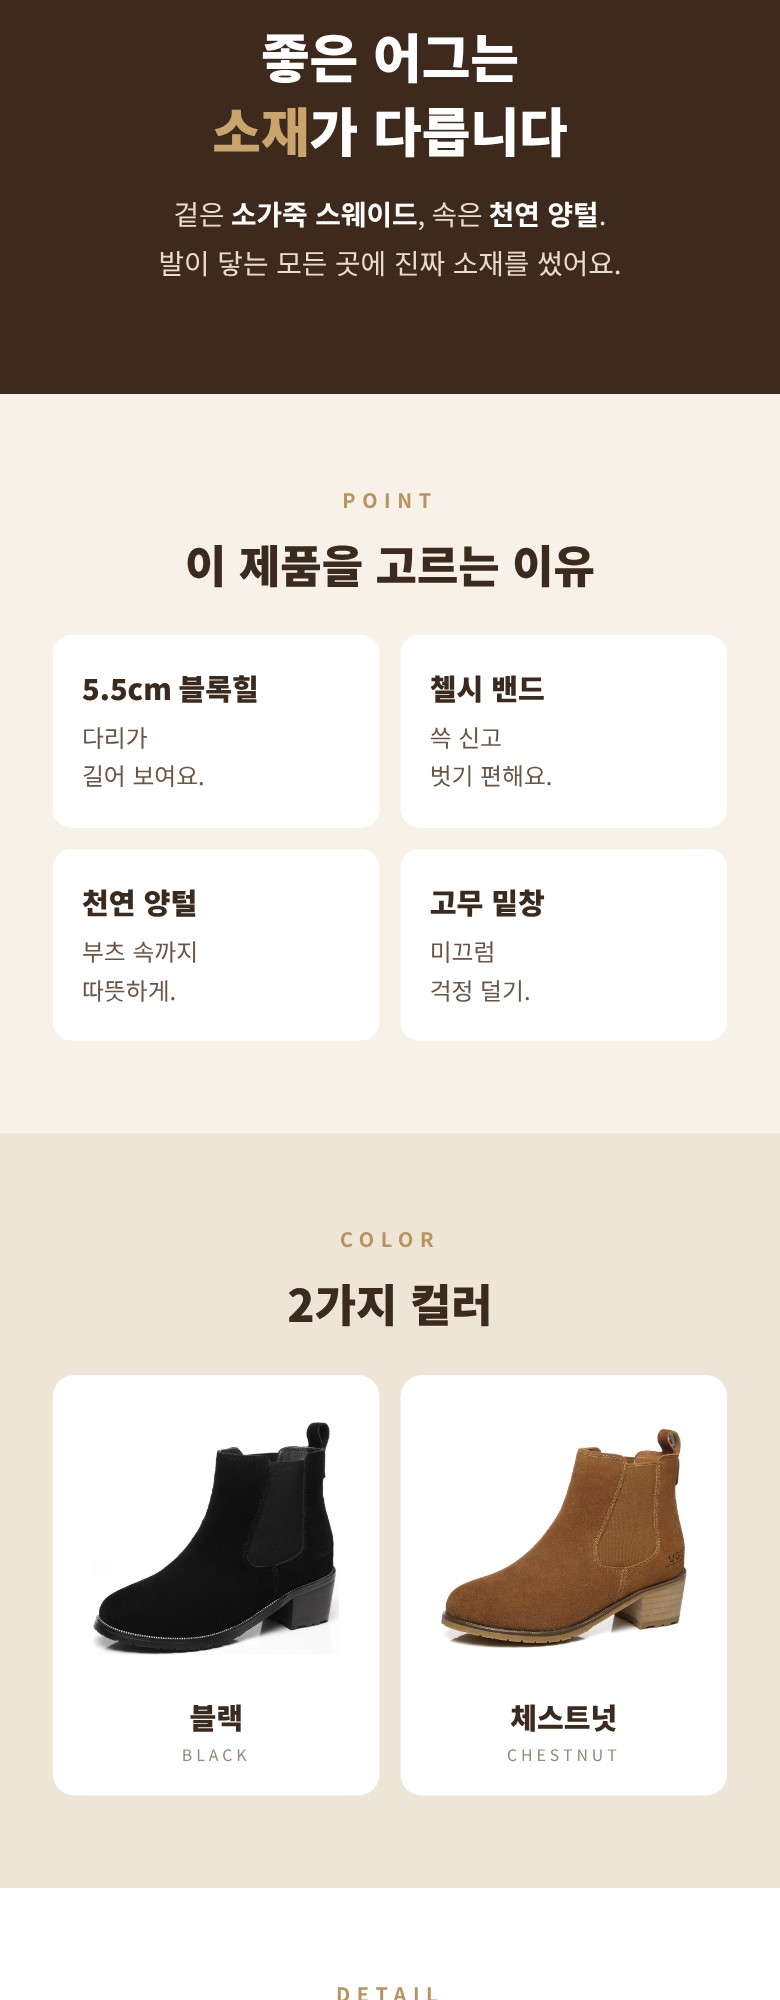 좋은 어그는
소재가 다릅니다
겉은 소가죽 스웨이드, 속은 천연 양털.
발이 닿는 모든 곳에 진짜 소재를 썼어요.
POINT
이 제품을 고르는 이유
5.5cm 블록힐
다리가
길어 보여요.
첼시 밴드
쓱 신고
벗기 편해요.
천연 양털
부츠 속까지
따뜻하게.
고무 밑창
미끄럼
걱정 덜기.
COLOR
2가지 컬러
블랙
BLACK
체스트넛
CHESTNUT
DETAIL